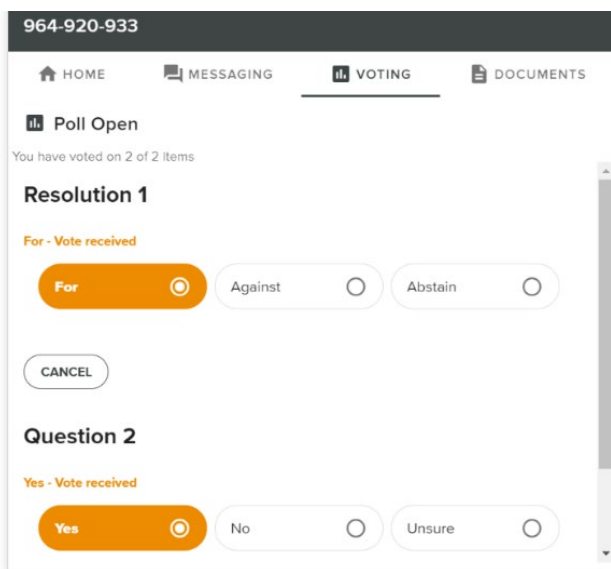 964-920-933
HOME MESSAGING VOTING DOCUMENTS
Poll Open
You have voted on 2 of 2 items
Resolution 1
For - Vote received
For Against Abstain
CANCEL
Question 2
Yes - Vote received
Yes No Unsure